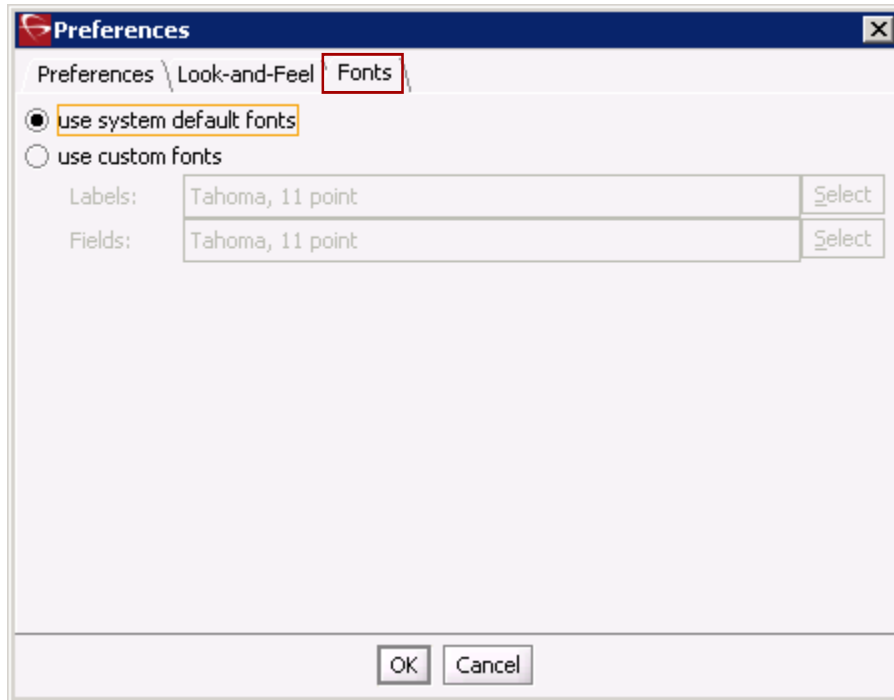 Preferences
Preferences Look-and-Feel Fonts
use system default fonts
use custom fonts
Labels: Tahoma, 11 point Select
Fields: Tahoma, 11 point Select
OK Cancel